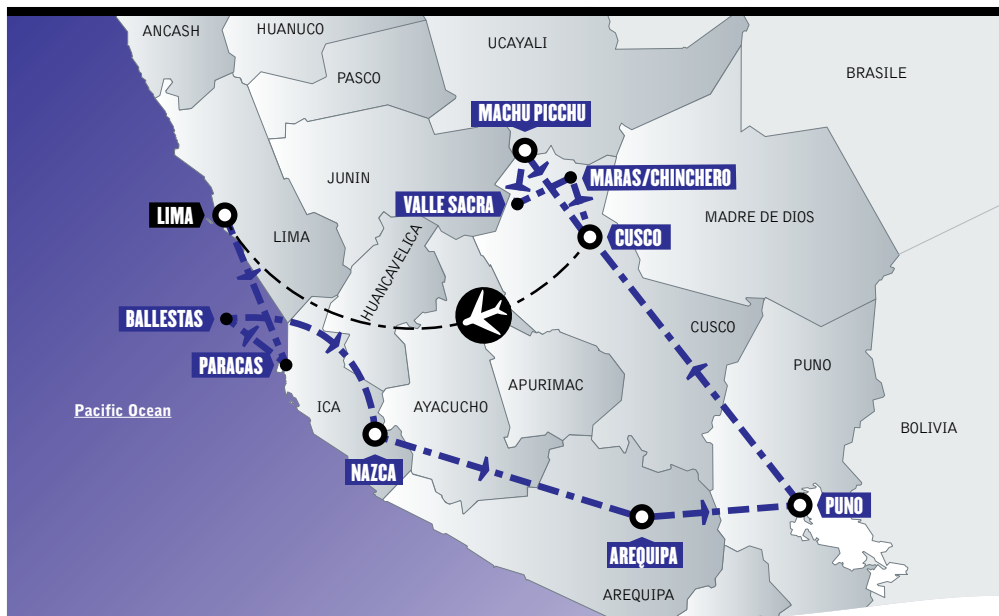 ANCASH
HUANUCO
UCAYALI
BRASILE
PASCO
MACHU PICCHU
JUNIN
MARAS/CHINCHERO
VALLE SACRA
LIMA
MADRE DE DIOS
LIMA
CUSCO
HUANCAVELICA
BALLESTAS
CUSCO
PARACAS
PUNO
APURIMAC
ICA
AYACUCHO
Pacific Ocean
BOLIVIA
NAZCA
PUNO
AREQUIPA
AREQUIPA